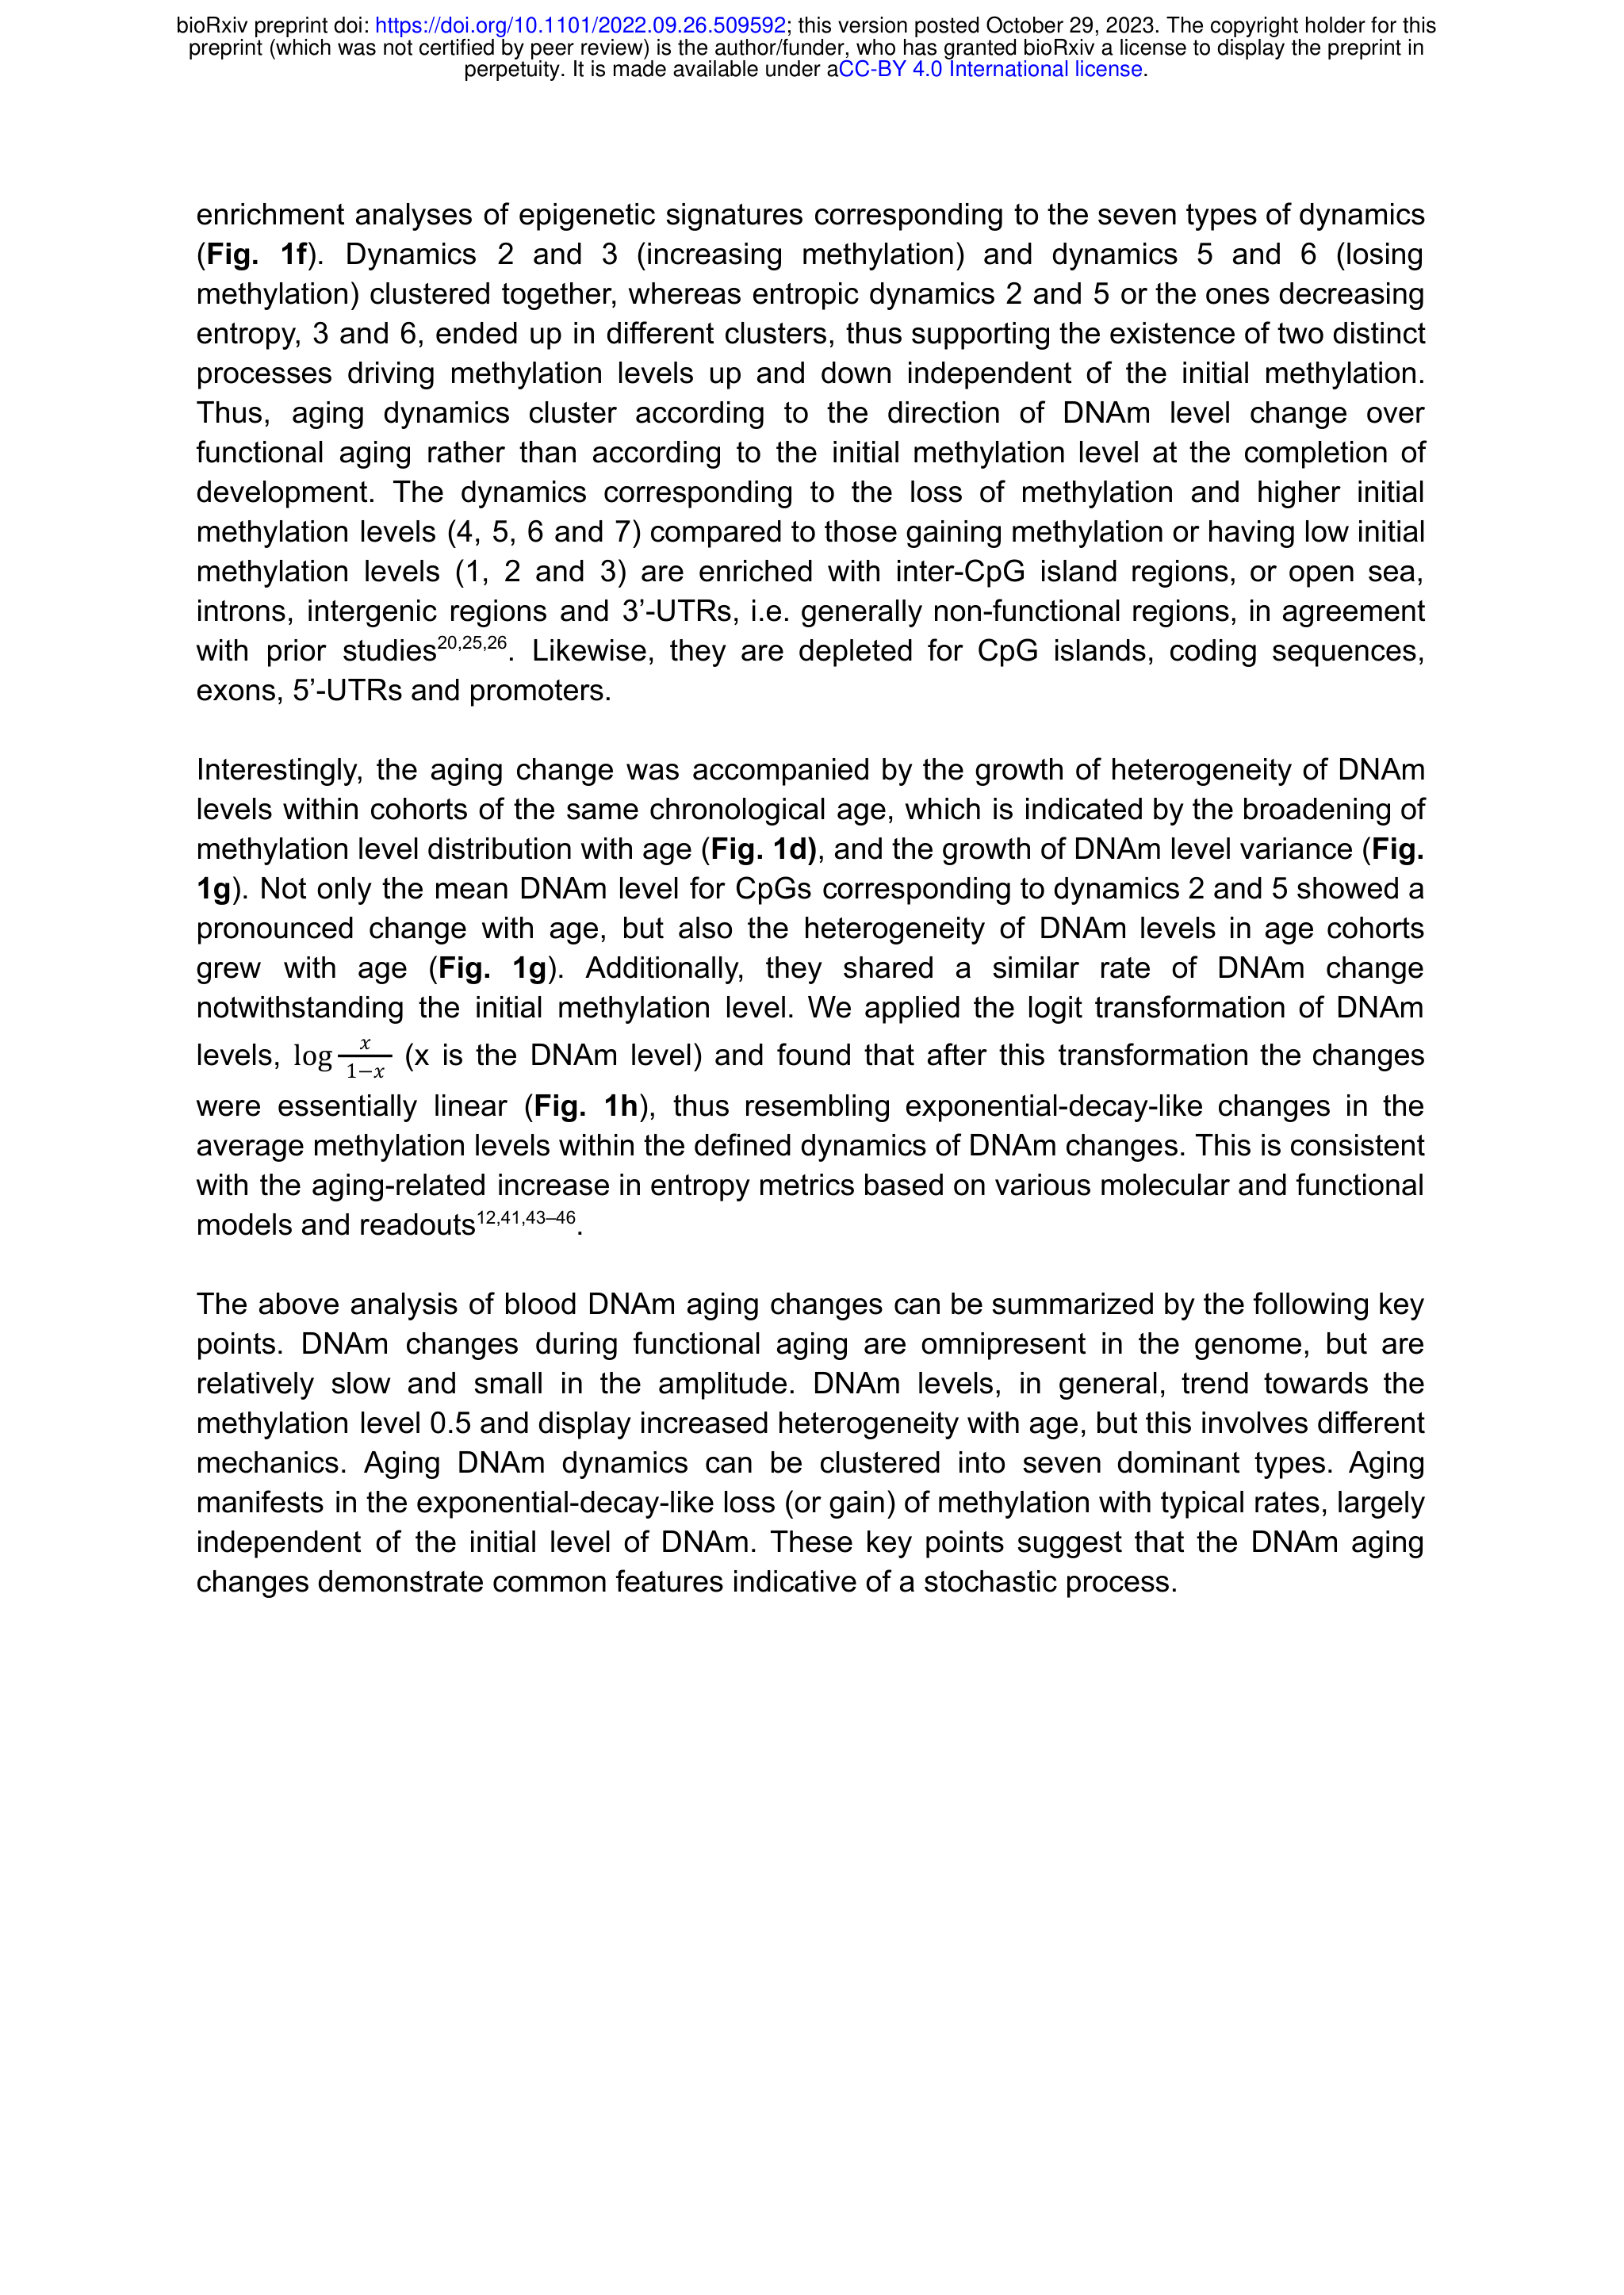 bioRxiv preprint doi: https://doi.org/10.1101/2022.09.26.509592; this version posted October 29, 2023. The copyright holder for this
preprint (which was not certified by peer review) is the author/funder, who has granted bioRxiv a license to display the preprint in
perpetuity. It is made available under aCC-BY 4.0 International license.
enrichment analyses of epigenetic signatures corresponding to the seven types of dynamics
(Fig. 1f). Dynamics 2 and 3 (increasing methylation) and dynamics 5 and 6 (losing
methylation) clustered together, whereas entropic dynamics 2 and 5 or the ones decreasing
entropy, 3 and 6, ended up in different clusters, thus supporting the existence of two distinct
processes driving methylation levels up and down independent of the initial methylation.
Thus, aging dynamics cluster according to the direction of DNAm level change over
functional aging rather than according to the initial methylation level at the completion of
development. The dynamics corresponding to the loss of methylation and higher initial
methylation levels (4, 5, 6 and 7) compared to those gaining methylation or having low initial
methylation levels (1, 2 and 3) are enriched with inter-CpG island regions, or open sea,
introns, intergenic regions and 3’-UTRs, i.e. generally non-functional regions, in agreement
with prior studies20,25,26. Likewise, they are depleted for CpG islands, coding sequences,
exons, 5’-UTRs and promoters.
Interestingly, the aging change was accompanied by the growth of heterogeneity of DNAm
levels within cohorts of the same chronological age, which is indicated by the broadening of
methylation level distribution with age (Fig. 1d), and the growth of DNAm level variance (Fig.
1g). Not only the mean DNAm level for CpGs corresponding to dynamics 2 and 5 showed a
pronounced change with age, but also the heterogeneity of DNAm levels in age cohorts
grew with age (Fig. 1g). Additionally, they shared a similar rate of DNAm change
notwithstanding the initial methylation level. We applied the logit transformation of DNAm
levels, log x/1−x (x is the DNAm level) and found that after this transformation the changes
were essentially linear (Fig. 1h), thus resembling exponential-decay-like changes in the
average methylation levels within the defined dynamics of DNAm changes. This is consistent
with the aging-related increase in entropy metrics based on various molecular and functional
models and readouts12,41,43–46.
The above analysis of blood DNAm aging changes can be summarized by the following key
points. DNAm changes during functional aging are omnipresent in the genome, but are
relatively slow and small in the amplitude. DNAm levels, in general, trend towards the
methylation level 0.5 and display increased heterogeneity with age, but this involves different
mechanics. Aging DNAm dynamics can be clustered into seven dominant types. Aging
manifests in the exponential-decay-like loss (or gain) of methylation with typical rates, largely
independent of the initial level of DNAm. These key points suggest that the DNAm aging
changes demonstrate common features indicative of a stochastic process.